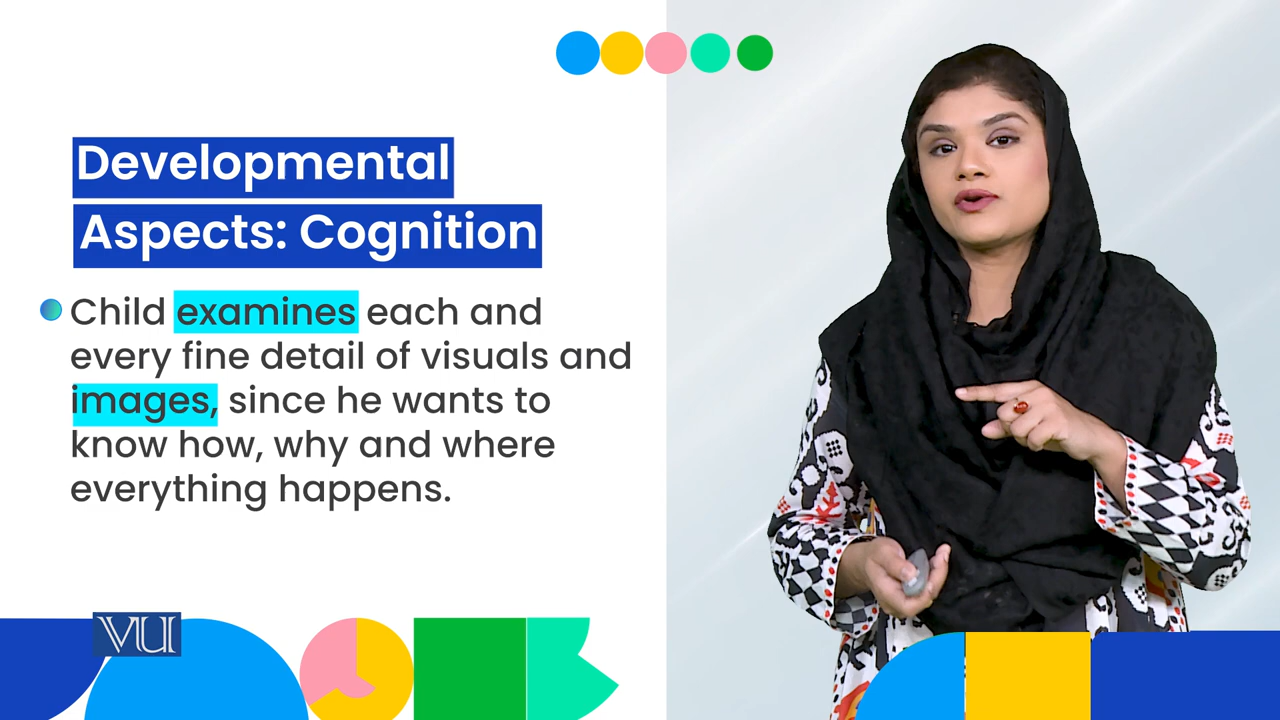 Developmental
Aspects: Cognition
Child examines each and
every fine detail of visuals and
images, since he wants to
know how, why and where
everything happens.
VU